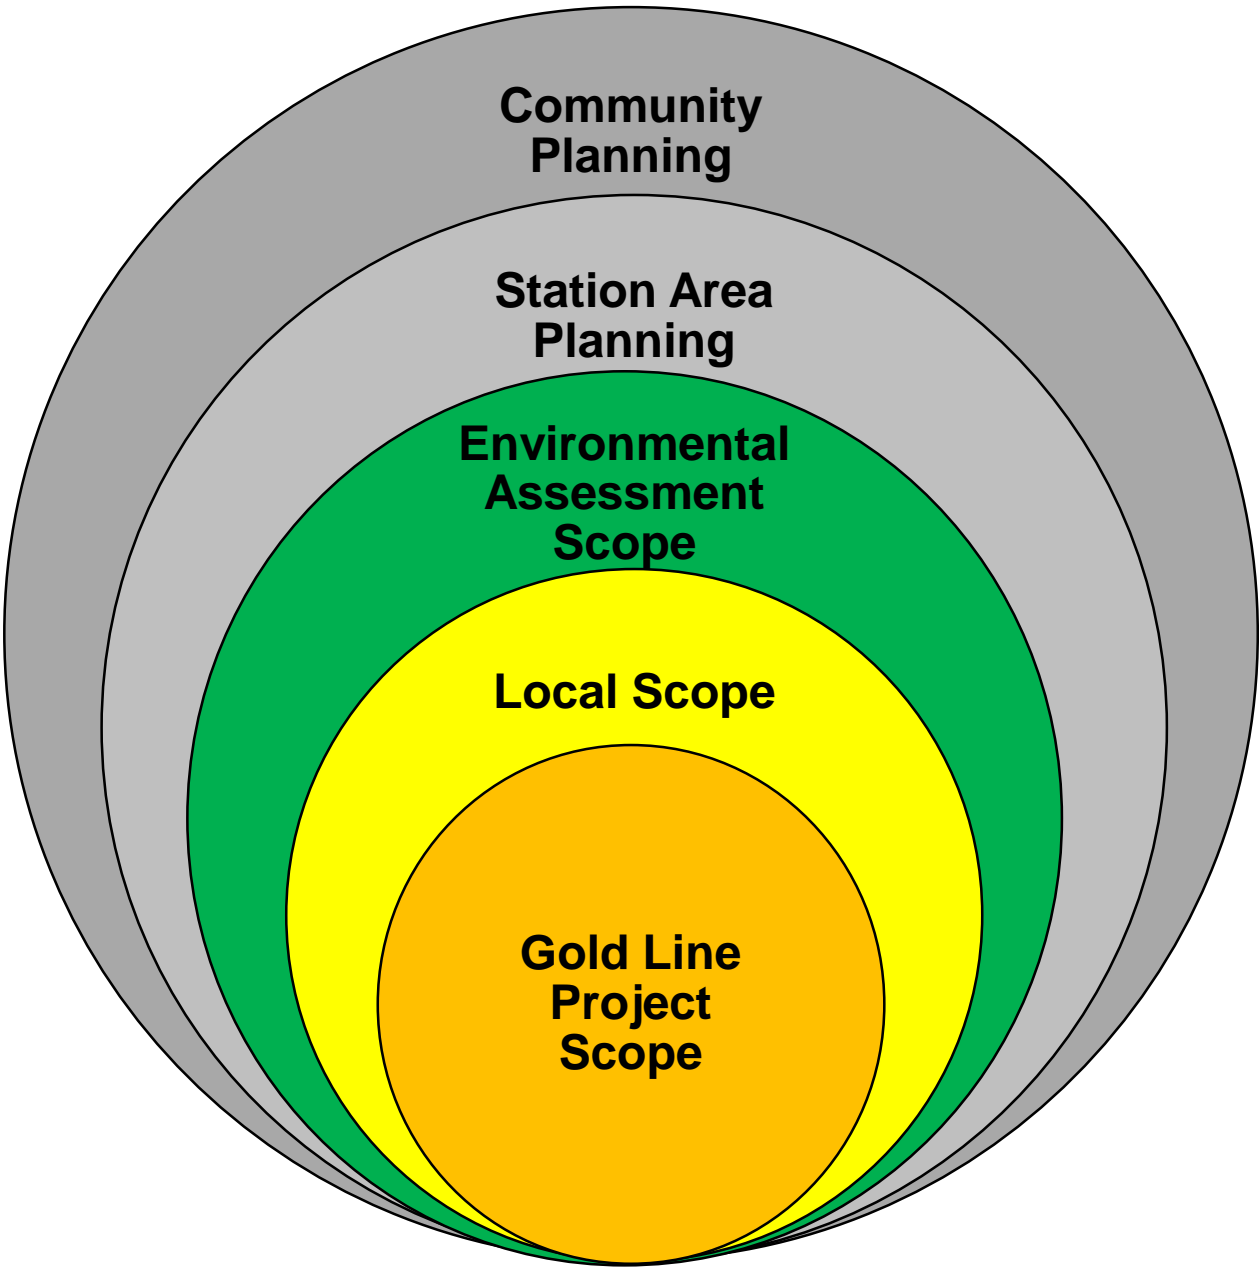 Community
Planning
Station Area
Planning
Environmental
Assessment
Scope
Local Scope
Gold Line
Project
Scope